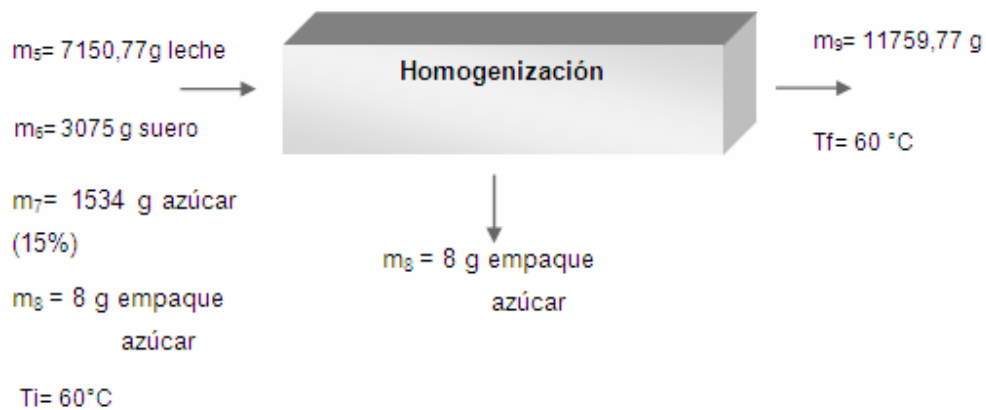 m₅= 7150,77g leche
m₆= 3075 g suero
m₇= 1534 g azúcar
(15%)
m₈ = 8 g empaque
azúcar
Ti= 60°C
Homogenización
m₈ = 8 g empaque
azúcar
m₉= 11759,77 g
Tf= 60 °C